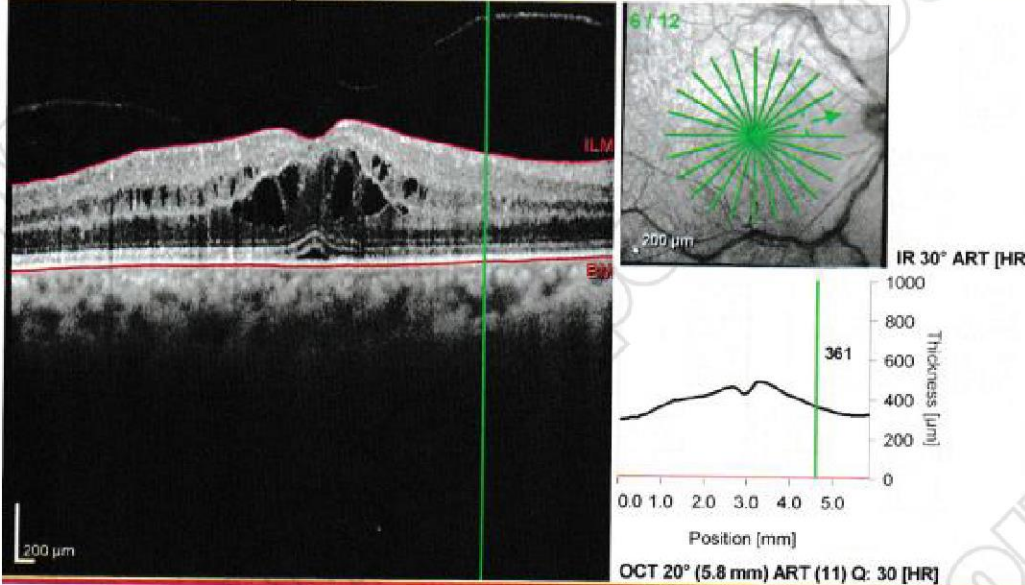 6 / 12
ILM
200 µm
BM
IR 30° ART [HR
1000
800
361
600
400
200
0
Thickness [µm]
0.0 1.0 2.0 3.0 4.0 5.0
Position [mm]
200 µm
OCT 20° (5.8 mm) ART (11) Q: 30 [HR]